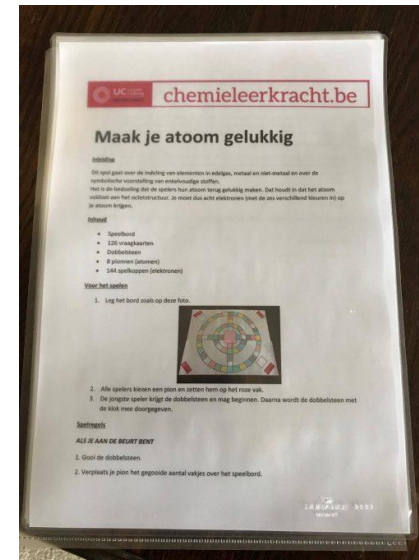 UC
chemieleerkracht.be
Maak je atoom gelukkig
Inleiding
Dit spel gaat over de indeling van elementen in edelgas, metaal en niet-metaal en over de
symbolische voorstelling van enkelvoudige stoffen.
Het is de bedoeling dat de spelers hun atoom terug gelukkig maken. Dat houdt in dat het atoom
voldoet aan het octetstructuur. Je moet dus acht elektronen (met de zes verschillend kleuren in) op
je atoom krijgen.
Inhoud
• Speelbord
• 126 vraagkaarten
• Dobbelsteen
• 8 pionnen (atomen)
• 144 spelkoppen (elektronen)
Voor het spelen
1. Leg het bord zoals op deze foto.
2. Alle spelers kiezen een pion en zetten hem op het roze vak.
3. De jongste speler krijgt de dobbelsteen en mag beginnen. Daarna wordt de dobbelsteen met
de klok mee doorgegeven.
Spelregels
ALS JE AAN DE BEURT BENT
1. Gooi de dobbelsteen.
2. Verplaats je pion het gegooide aantal vakjes over het speelbord.